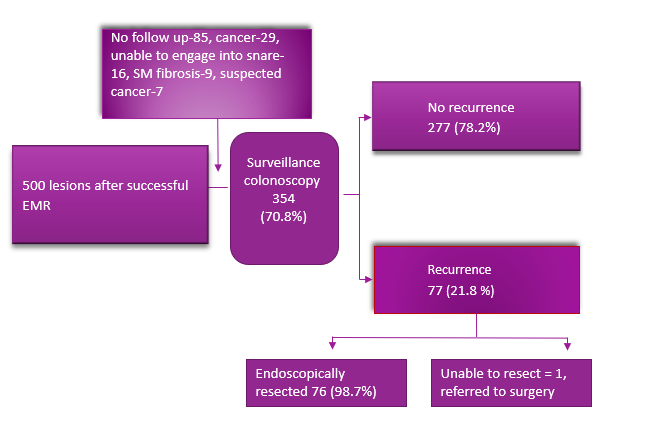 No follow up-85, cancer-29,
unable to engage into snare-
16, SM fibrosis-9, suspected
cancer-7
500 lesions after successful
EMR
Surveillance
colonoscopy
354
(70.8%)
No recurrence
277 (78.2%)
Recurrence
77 (21.8 %)
Endoscopically
resected 76 (98.7%)
Unable to resect = 1,
referred to surgery